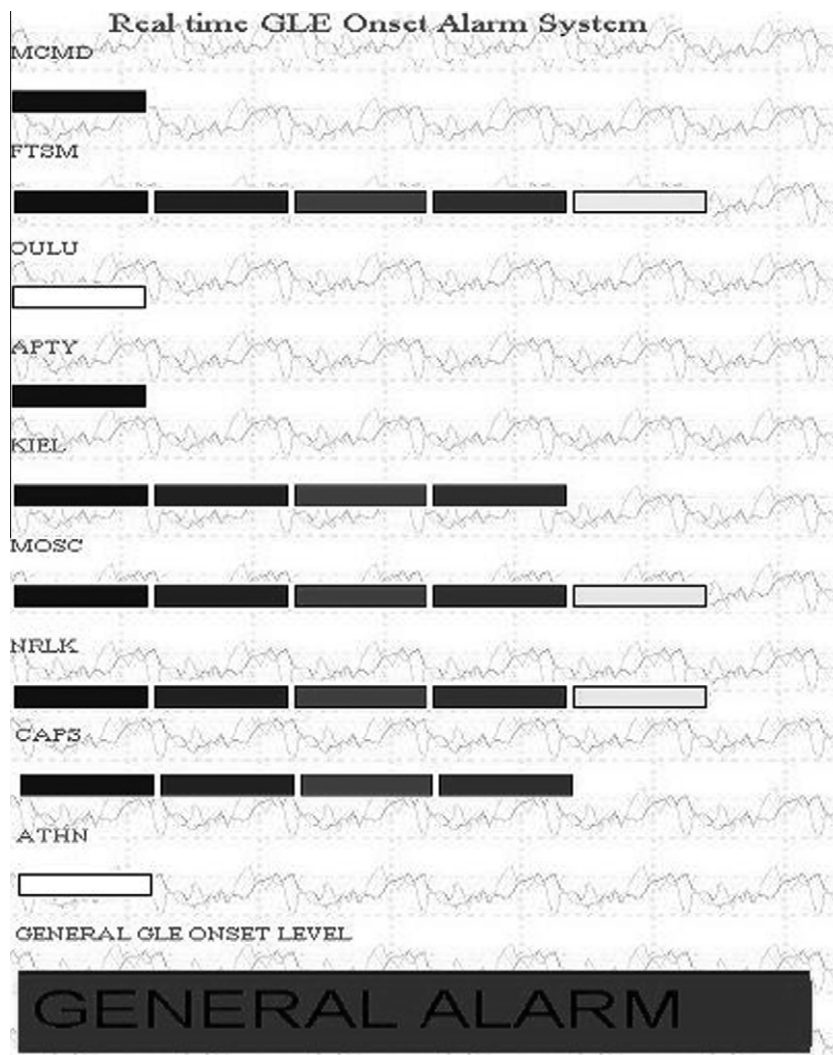 Real time GLE Onset Alarm System
MCMD
FTSM
OULU
APTY
KIEL
MOSC
NRLK
CAPS
ATHN
GENERAL GLE ONSET LEVEL
GENERAL ALARM